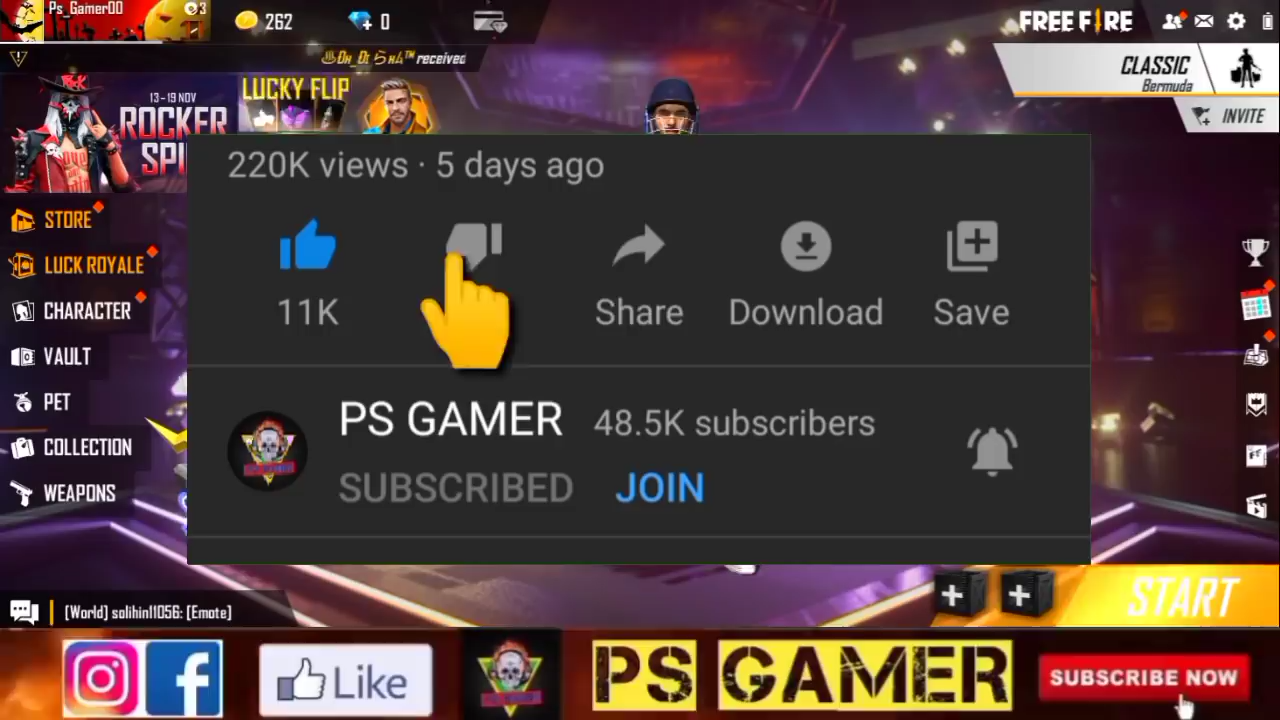 Ps_Gamer00
3
262
0
FREE FIRE
received
CLASSIC
Bermuda
INVITE
13-19 NOV
ROCKER
SPI
LUCKY FLIP
STORE
LUCK ROYALE
CHARACTER
VAULT
PET
COLLECTION
WEAPONS
220K views · 5 days ago
11K
Share
Download
Save
PS GAMER
48.5K subscribers
SUBSCRIBED
JOIN
[World] solihin11056: [Emote]
START
Like
PS GAMER
SUBSCRIBE NOW